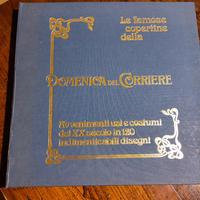 Le famose
copertine
della
DOMENICA DEL CORRIERE
Avvenimenti usi e costumi
del XX secolo in 120
indimenticabili disegni